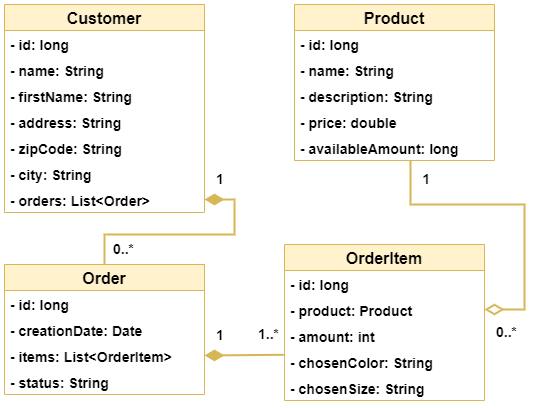 Customer
- id: long
- name: String
- firstName: String
- address: String
- zipCode: String
- city: String
- orders: List<Order>
Product
- id: long
- name: String
- description: String
- price: double
- availableAmount: long
1
1
0..*
Order
- id: long
- creationDate: Date
- items: List<OrderItem>
- status: String
1
1..*
OrderItem
- id: long
- product: Product
- amount: int
- chosenColor: String
- chosenSize: String
0..*